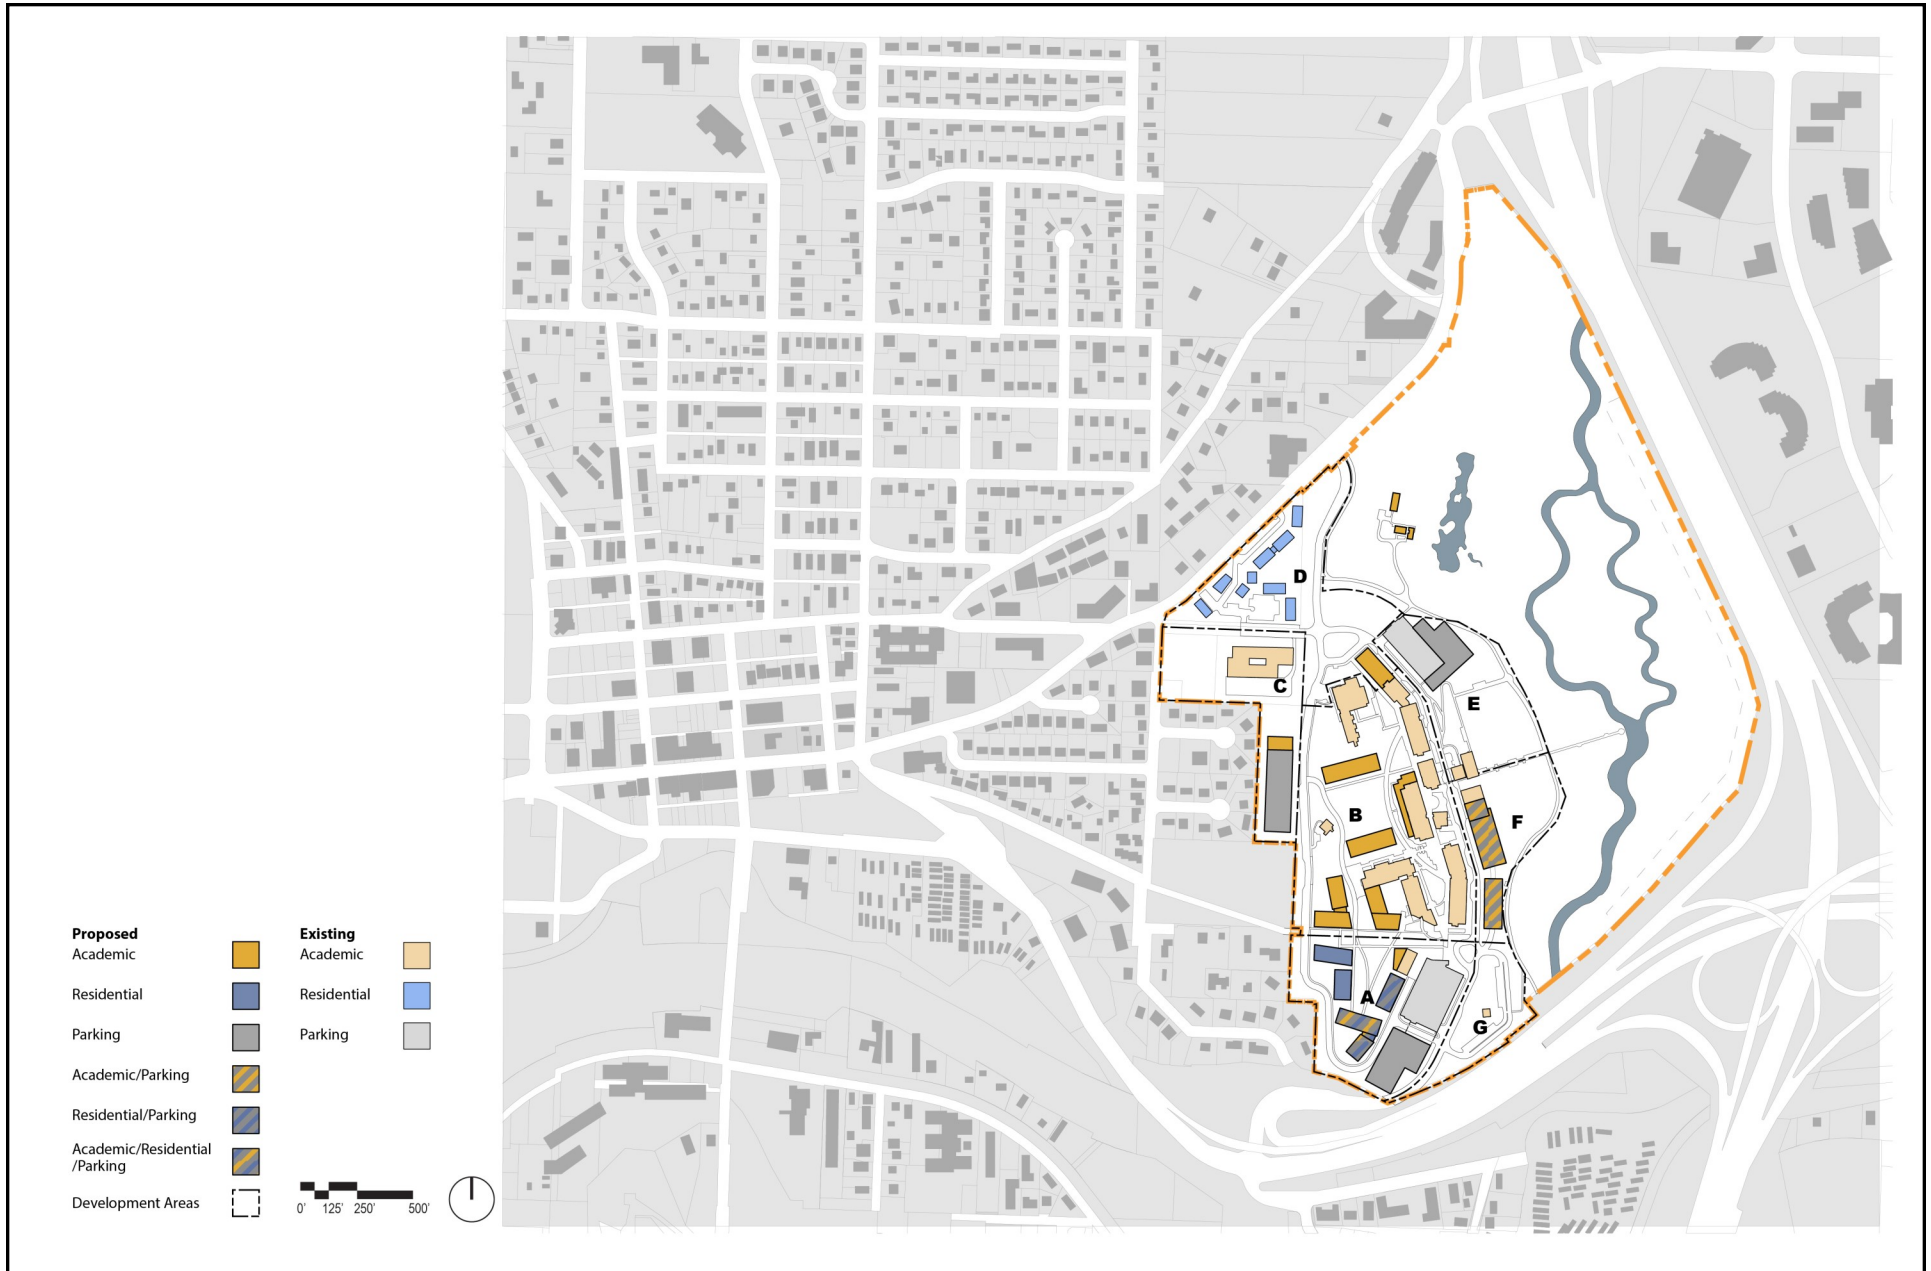 D
C
E
B
F
A
G
Proposed
Existing
Academic
Academic
Residential
Residential
Parking
Parking
Academic/Parking
Residential/Parking
Academic/Residential
/Parking
Development Areas
0' 125' 250' 500'